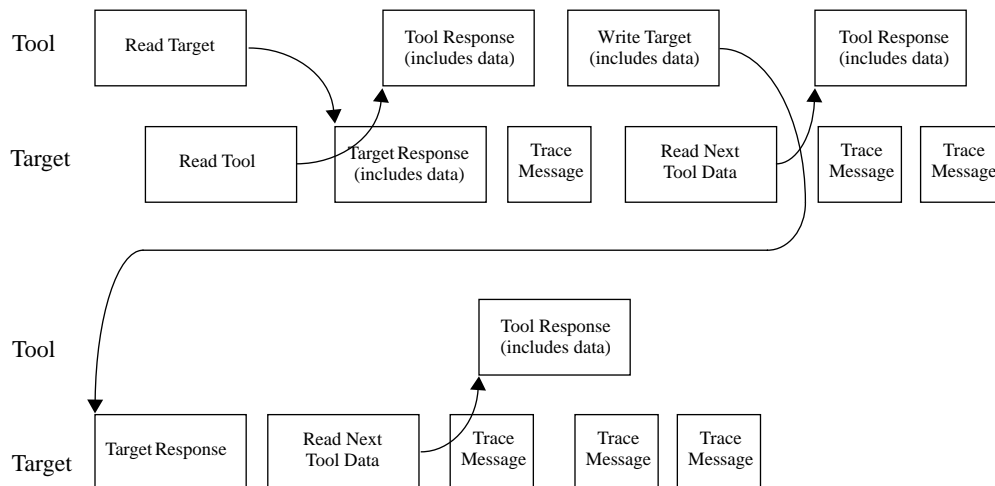 Tool
Read Target
Tool Response
(includes data)
Write Target
(includes data)
Tool Response
(includes data)
Target
Read Tool
Target Response
(includes data)
Trace
Message
Read Next
Tool Data
Trace
Message
Trace
Message
Tool
Tool Response
(includes data)
Target
Target Response
Read Next
Tool Data
Trace
Message
Trace
Message
Trace
Message